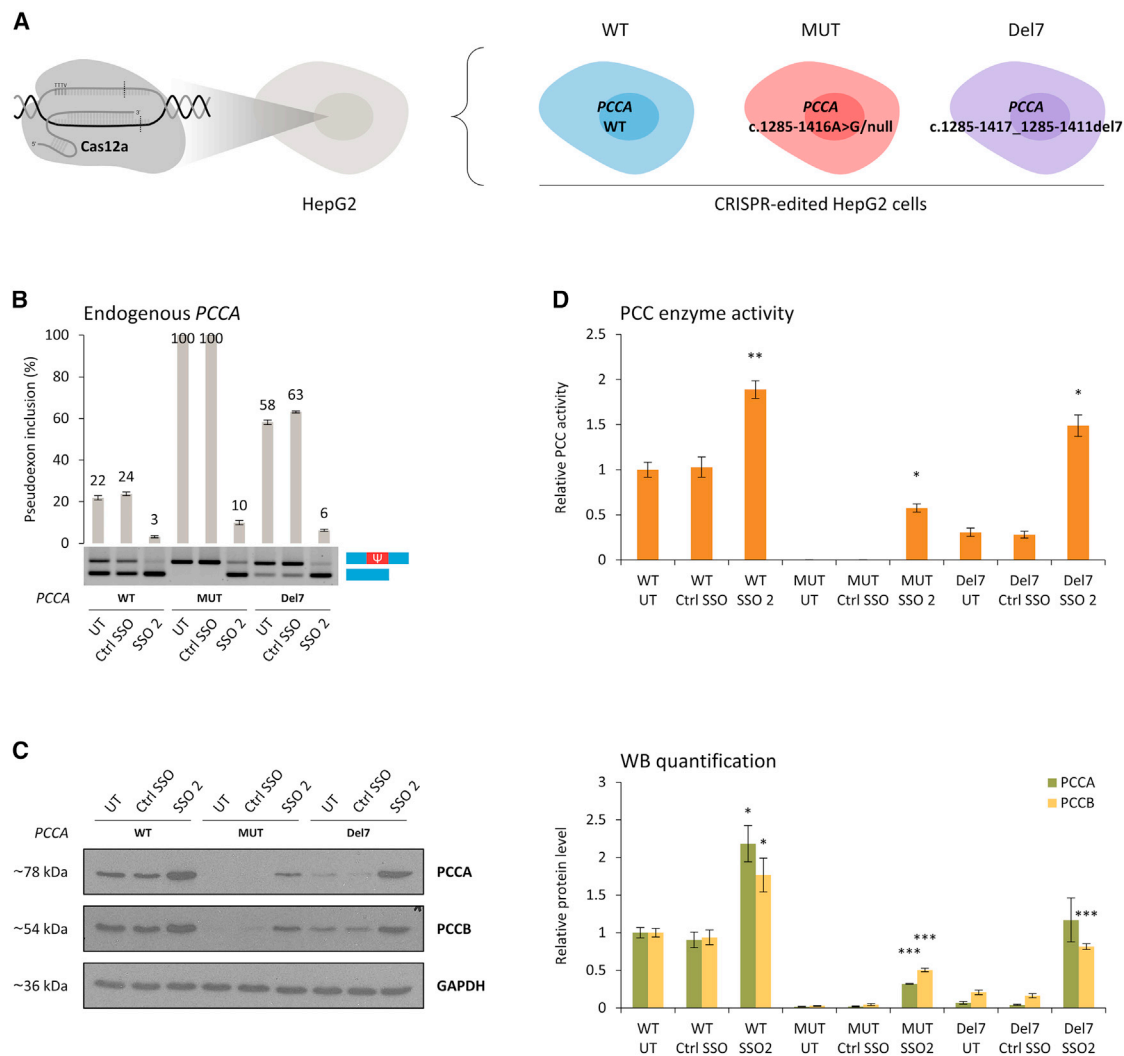 A
TTTV
3'
5'
Cas12a
HepG2
WT
MUT
Del7
PCCA
WT
PCCA
c.1285-1416A>G/null
PCCA
c.1285-1417_1285-1411del7
CRISPR-edited HepG2 cells
B
Endogenous PCCA
Pseudoexon inclusion (%)
100
80
60
40
20
0
22
24
3
100
100
10
58
63
6
Ψ
PCCA
WT
MUT
Del7
UT
Ctrl SSO
SSO 2
UT
Ctrl SSO
SSO 2
UT
Ctrl SSO
SSO 2
D
PCC enzyme activity
Relative PCC activity
2.5
2
1.5
1
0.5
0
**
*
*
WT UT
WT Ctrl SSO
WT SSO 2
MUT UT
MUT Ctrl SSO
MUT SSO 2
Del7 UT
Del7 Ctrl SSO
Del7 SSO 2
C
UT
Ctrl SSO
SSO 2
UT
Ctrl SSO
SSO 2
UT
Ctrl SSO
SSO 2
PCCA
WT
MUT
Del7
~78 kDa
PCCA
~54 kDa
PCCB
~36 kDa
GAPDH
WB quantification
PCCA
PCCB
Relative protein level
3
2.5
2
1.5
1
0.5
0
*
*
***
***
***
WT UT
WT Ctrl SSO
WT SSO2
MUT UT
MUT Ctrl SSO
MUT SSO2
Del7 UT
Del7 Ctrl SSO
Del7 SSO2